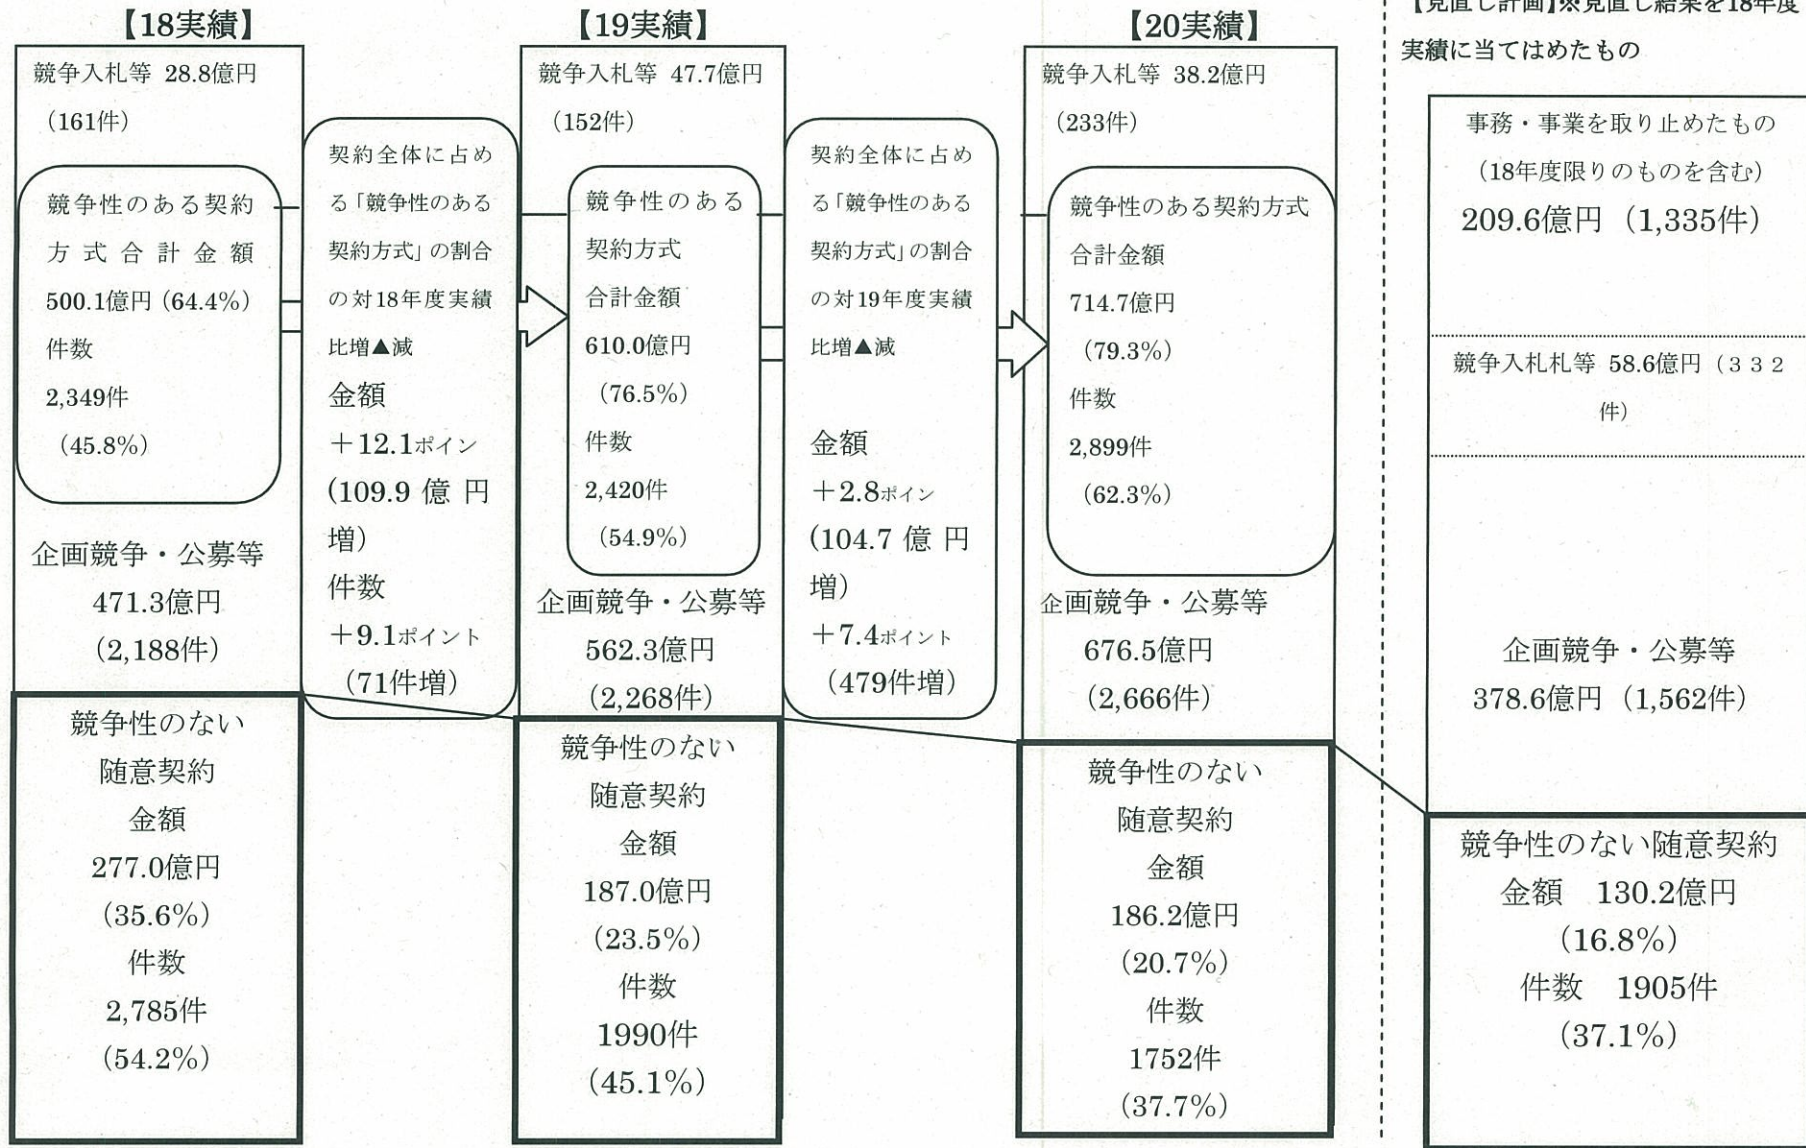 【18実績】
競争入札等 28.8億円
（161件）
競争性のある契約
方式合計金額
500.1億円（64.4%）
件数
2,349件
（45.8%）
企画競争・公募等
471.3億円
（2,188件）
競争性のない
随意契約
金額
277.0億円
（35.6%）
件数
2,785件
（54.2%）
契約全体に占め
る「競争性のある
契約方式」の割合
の対18年度実績
比増▲減
金額
＋12.1ポイン
(109.9 億 円
増）
件数
＋9.1ポイント
（71件増）
【19実績】
競争入札等 47.7億円
（152件）
競争性のある
契約方式
合計金額
610.0億円
（76.5%）
件数
2,420件
（54.9%）
企画競争・公募等
562.3億円
（2,268件）
競争性のない
随意契約
金額
187.0億円
（23.5%）
件数
1990件
（45.1%）
契約全体に占め
る「競争性のある
契約方式」の割合
の対19年度実績
比増▲減
金額
＋2.8ポイン
(104.7 億 円
増）
＋7.4ポイント
（479件増）
【20実績】
競争入札等 38.2億円
（233件）
競争性のある契約方式
合計金額
714.7億円
（79.3%）
件数
2,899件
（62.3%）
企画競争・公募等
676.5億円
（2,666件）
競争性のない
随意契約
金額
186.2億円
（20.7%）
件数
1752件
（37.7%）
【見直し計画】※見直し結果を18年度
実績に当てはめたもの
事務・事業を取り止めたもの
（18年度限りのものを含む）
209.6億円（1,335件）
競争入札札等 58.6億円（３３２
件）
企画競争・公募等
378.6億円（1,562件）
競争性のない随意契約
金額　130.2億円
（16.8%）
件数　1905件
（37.1%）